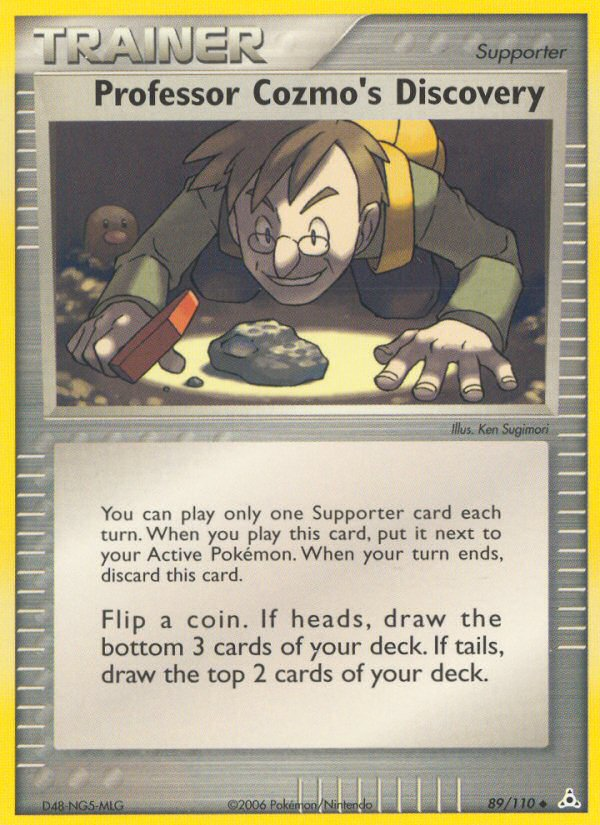 TRAINER
Supporter
Professor Cozmo's Discovery
Illus. Ken Sugimori
You can play only one Supporter card each
turn. When you play this card, put it next to
your Active Pokémon. When your turn ends,
discard this card.
Flip a coin. If heads, draw the
bottom 3 cards of your deck. If tails,
draw the top 2 cards of your deck.
D48-NG5-MLG
©2006 Pokémon/Nintendo
89/110 ◆